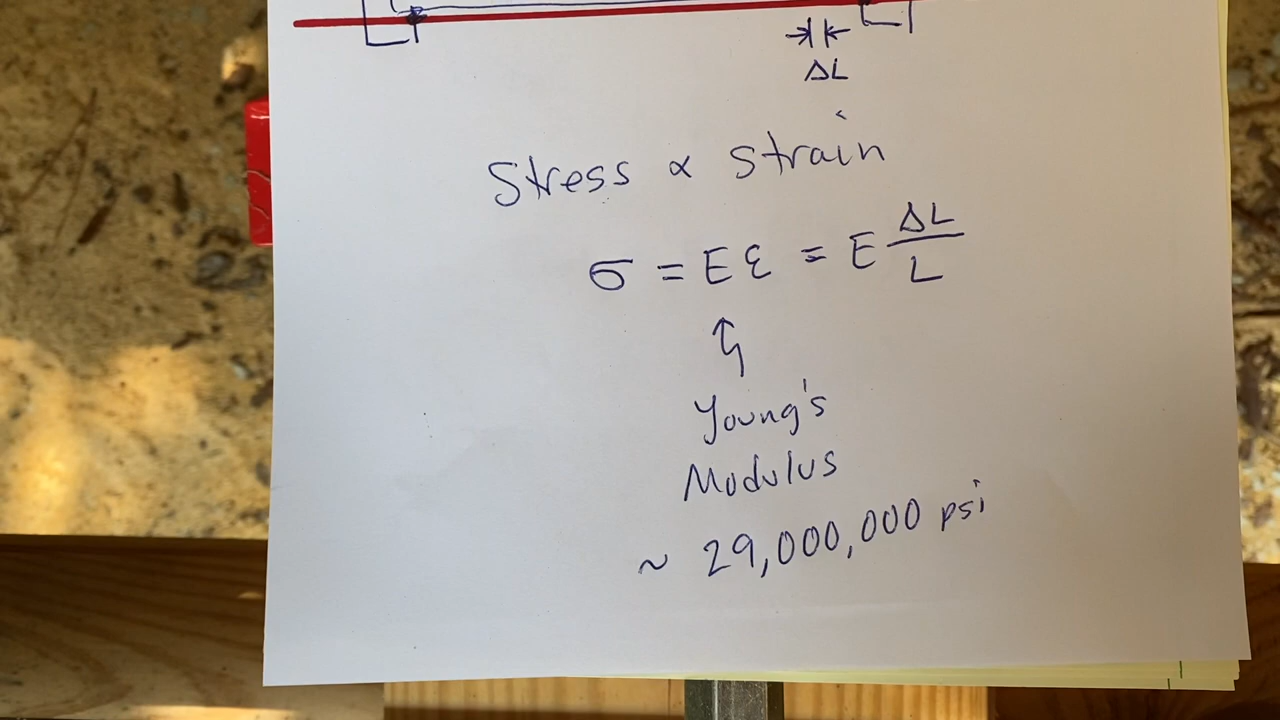 ΔL
Stress ∝ strain
σ = Eε = E ΔL/L
Young's
Modulus
~ 29,000,000 psi